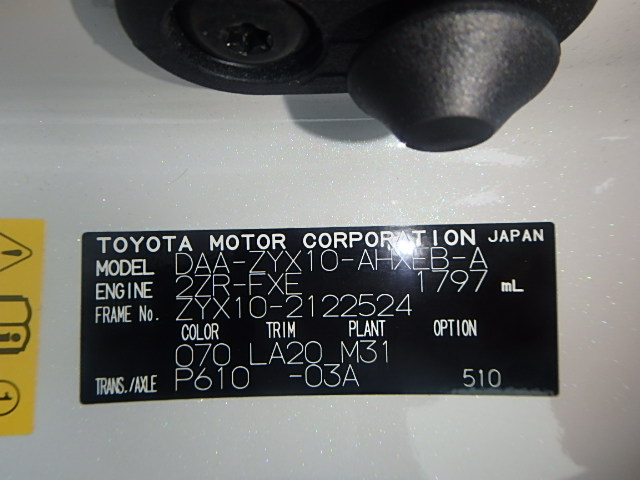 TOYOTA MOTOR CORPORATION JAPAN
MODEL DAA-ZYX10-AHXEB-A
ENGINE 2ZR-FXE 1797 mL
FRAME No. ZYX10-2122524
COLOR TRIM PLANT OPTION
070 LA20 M31
TRANS./AXLE P610 -03A 510